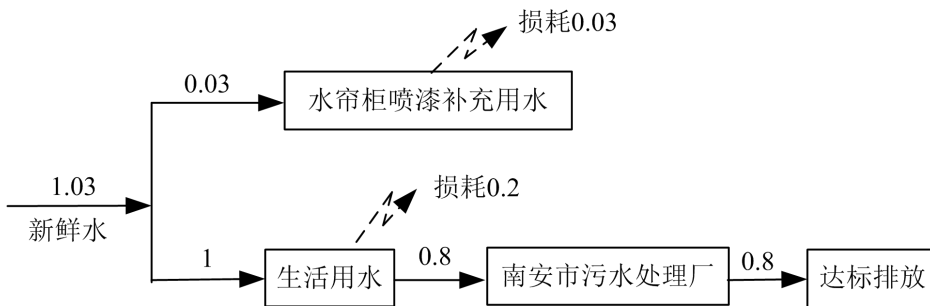 损耗0.03
0.03
水帘柜喷漆补充用水
1.03
新鲜水
损耗0.2
1
生活用水
0.8
南安市污水处理厂
0.8
达标排放